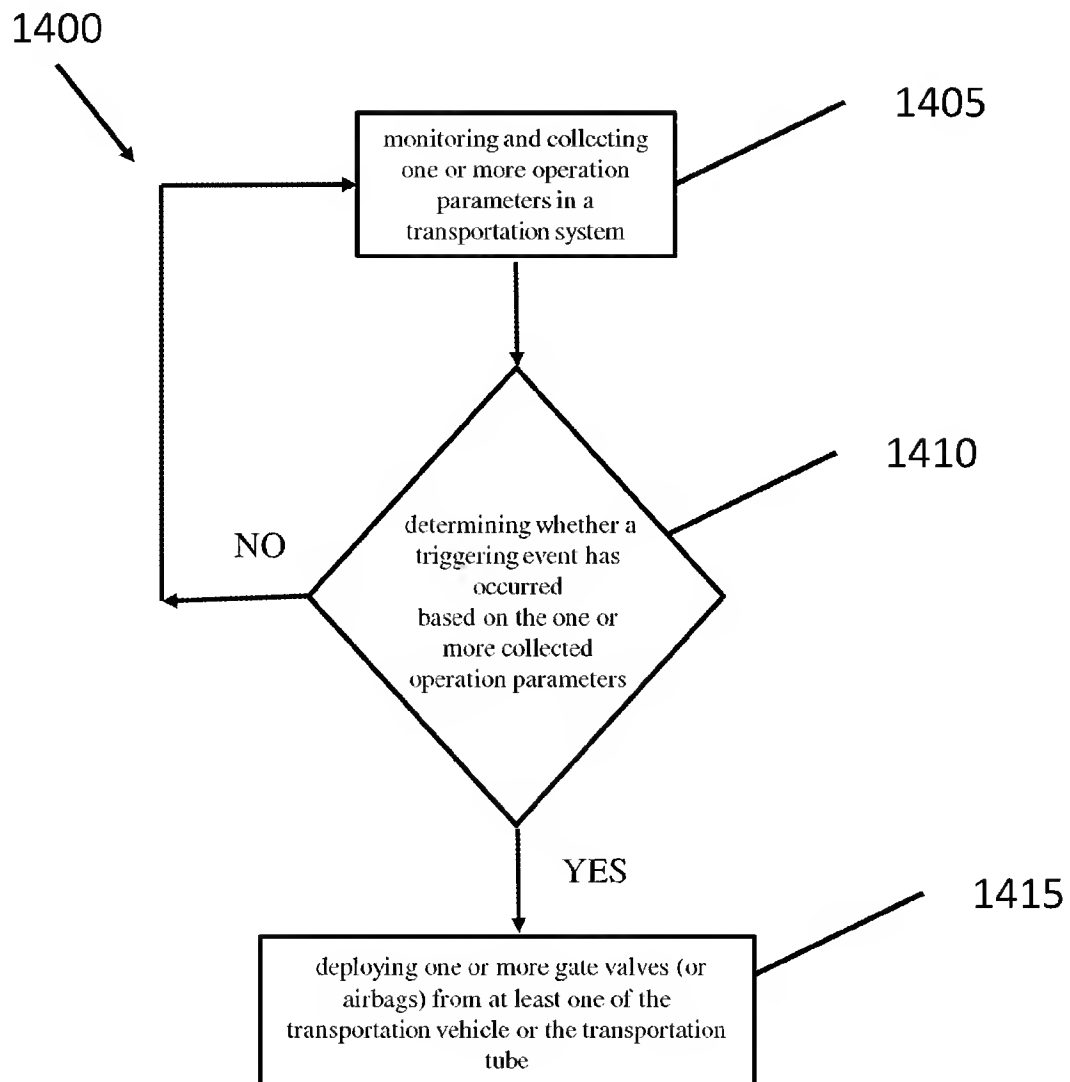 1400
1405
monitoring and collecting
one or more operation
parameters in a
transportation system
1410
determining whether a
triggering event has
occurred
based on the one or
more collected
operation parameters
NO
YES
1415
deploying one or more gate valves (or
airbags) from at least one of the
transportation vehicle or the transportation
tube